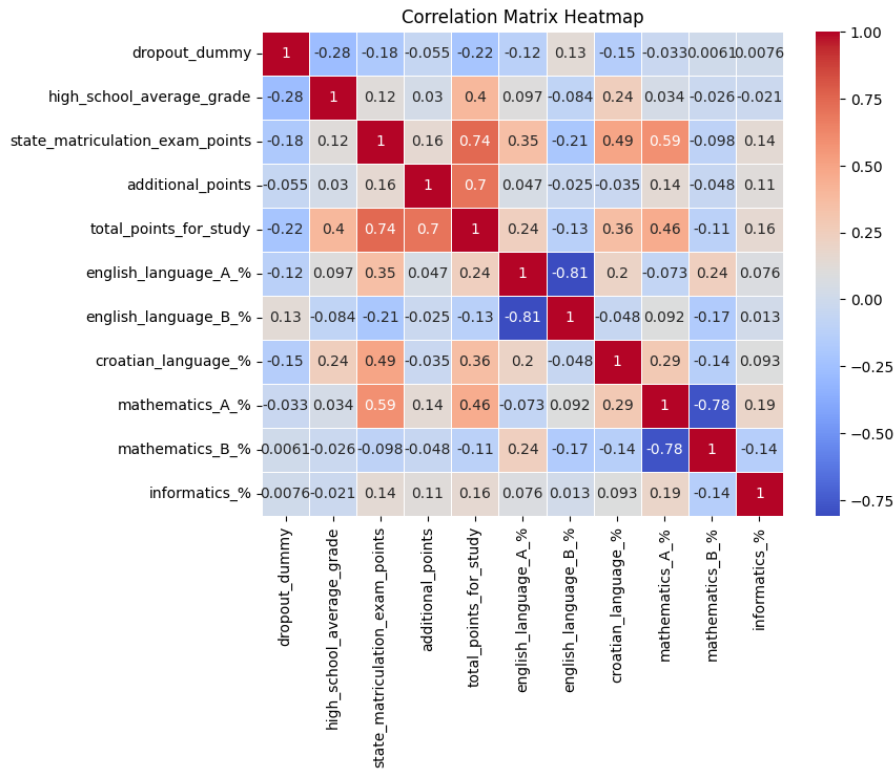 Correlation Matrix Heatmap
dropout_dummy 1 -0.28 -0.18 -0.055 -0.22 -0.12 0.13 -0.15 -0.033 0.0061 0.0076
high_school_average_grade -0.28 1 0.12 0.03 0.4 0.097 -0.084 0.24 0.034 -0.026 -0.021
state_matriculation_exam_points -0.18 0.12 1 0.16 0.74 0.35 -0.21 0.49 0.59 -0.098 0.14
additional_points -0.055 0.03 0.16 1 0.7 0.047 -0.025 -0.035 0.14 -0.048 0.11
total_points_for_study -0.22 0.4 0.74 0.7 1 0.24 -0.13 0.36 0.46 -0.11 0.16
english_language_A_% -0.12 0.097 0.35 0.047 0.24 1 -0.81 0.2 -0.073 0.24 0.076
english_language_B_% 0.13 -0.084 -0.21 -0.025 -0.13 -0.81 1 -0.048 0.092 -0.17 0.013
croatian_language_% -0.15 0.24 0.49 -0.035 0.36 0.2 -0.048 1 0.29 -0.14 0.093
mathematics_A_% -0.033 0.034 0.59 0.14 0.46 -0.073 0.092 0.29 1 -0.78 0.19
mathematics_B_% -0.0061 -0.026 -0.098 -0.048 -0.11 0.24 -0.17 -0.14 -0.78 1 -0.14
informatics_% -0.0076 -0.021 0.14 0.11 0.16 0.076 0.013 0.093 0.19 -0.14 1
dropout_dummy
high_school_average_grade
state_matriculation_exam_points
additional_points
total_points_for_study
english_language_A_%
english_language_B_%
croatian_language_%
mathematics_A_%
mathematics_B_%
informatics_%
1.00
0.75
0.50
0.25
0.00
-0.25
-0.50
-0.75